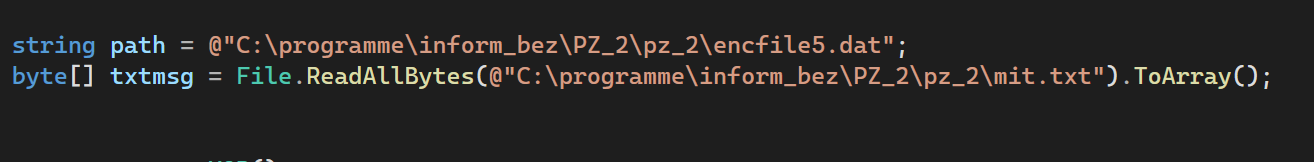 string path = @"C:\programme\inform_bez\PZ_2\pz_2\encfile5.dat";
byte[] txtmsg = File.ReadAllBytes(@"C:\programme\inform_bez\PZ_2\pz_2\mit.txt").ToArray();